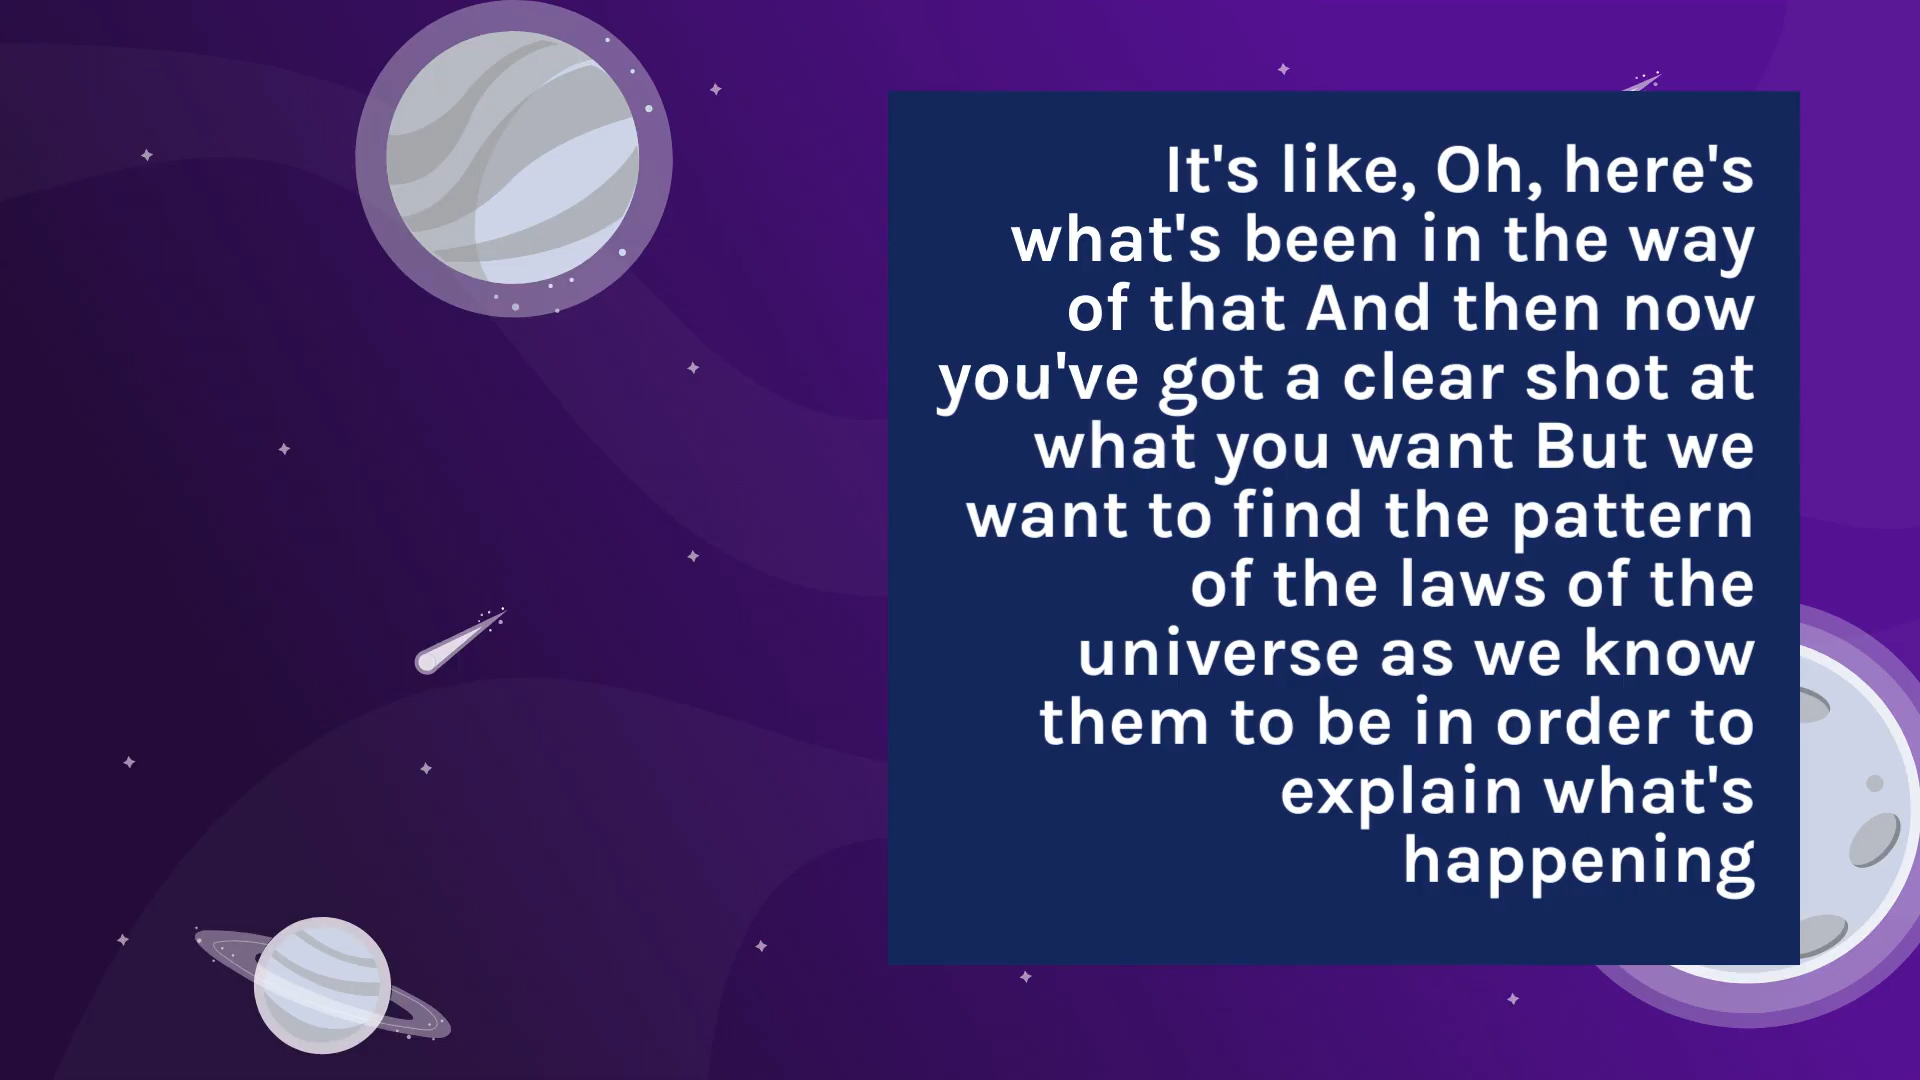 It's like, Oh, here's
what's been in the way
of that And then now
you've got a clear shot at
what you want But we
want to find the pattern
of the laws of the
universe as we know
them to be in order to
explain what's
happening